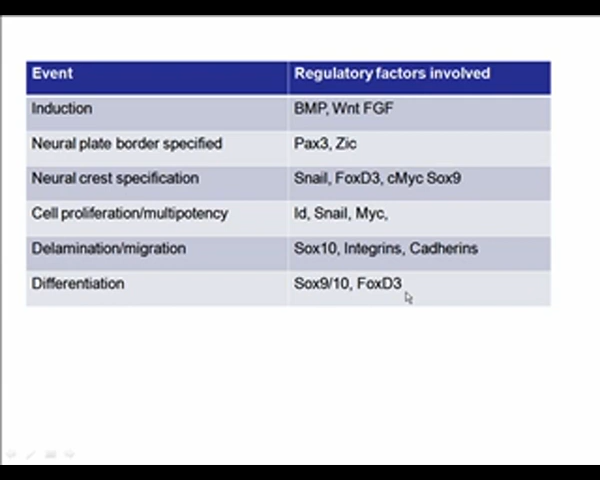 Event Regulatory factors involved
Induction BMP, Wnt FGF
Neural plate border specified Pax3, Zic
Neural crest specification Snail, FoxD3, cMyc Sox9
Cell proliferation/multipotency Id, Snail, Myc,
Delamination/migration Sox10, Integrins, Cadherins
Differentiation Sox9/10, FoxD3